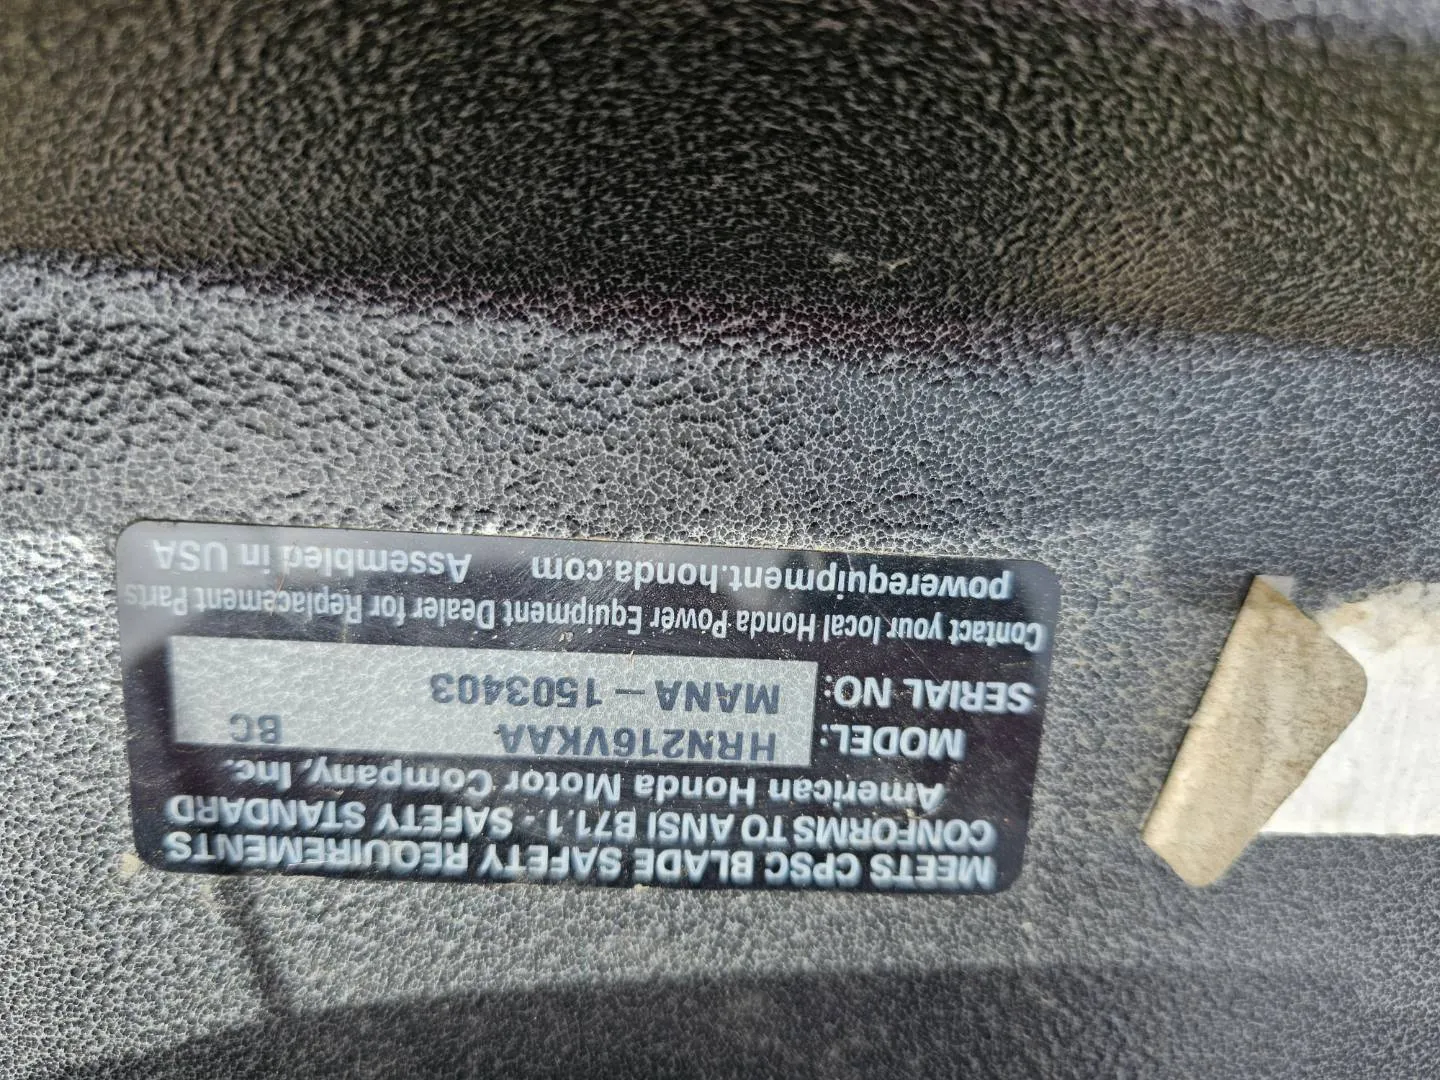 MEETS CPSC BLADE SAFETY REQUIREMENTS
CONFORMS TO ANSI B71.1 - SAFETY STANDARD
American Honda Motor Company, Inc.
MODEL: HRN216VKAA BC
SERIAL NO: MANA – 1503403
Contact your local Honda Power Equipment Dealer for Replacement Parts
powerequipment.honda.com Assembled in USA